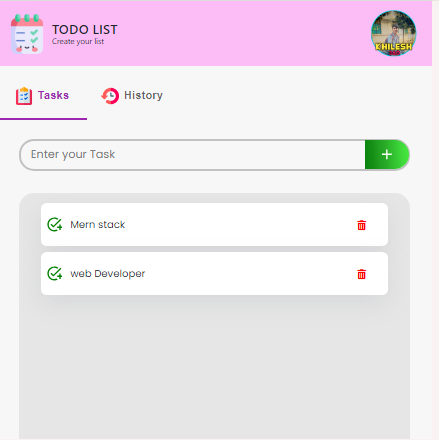 TODO LIST
Create your list
KHILESH
Tasks
History
Enter your Task
+
Mern stack
web Developer